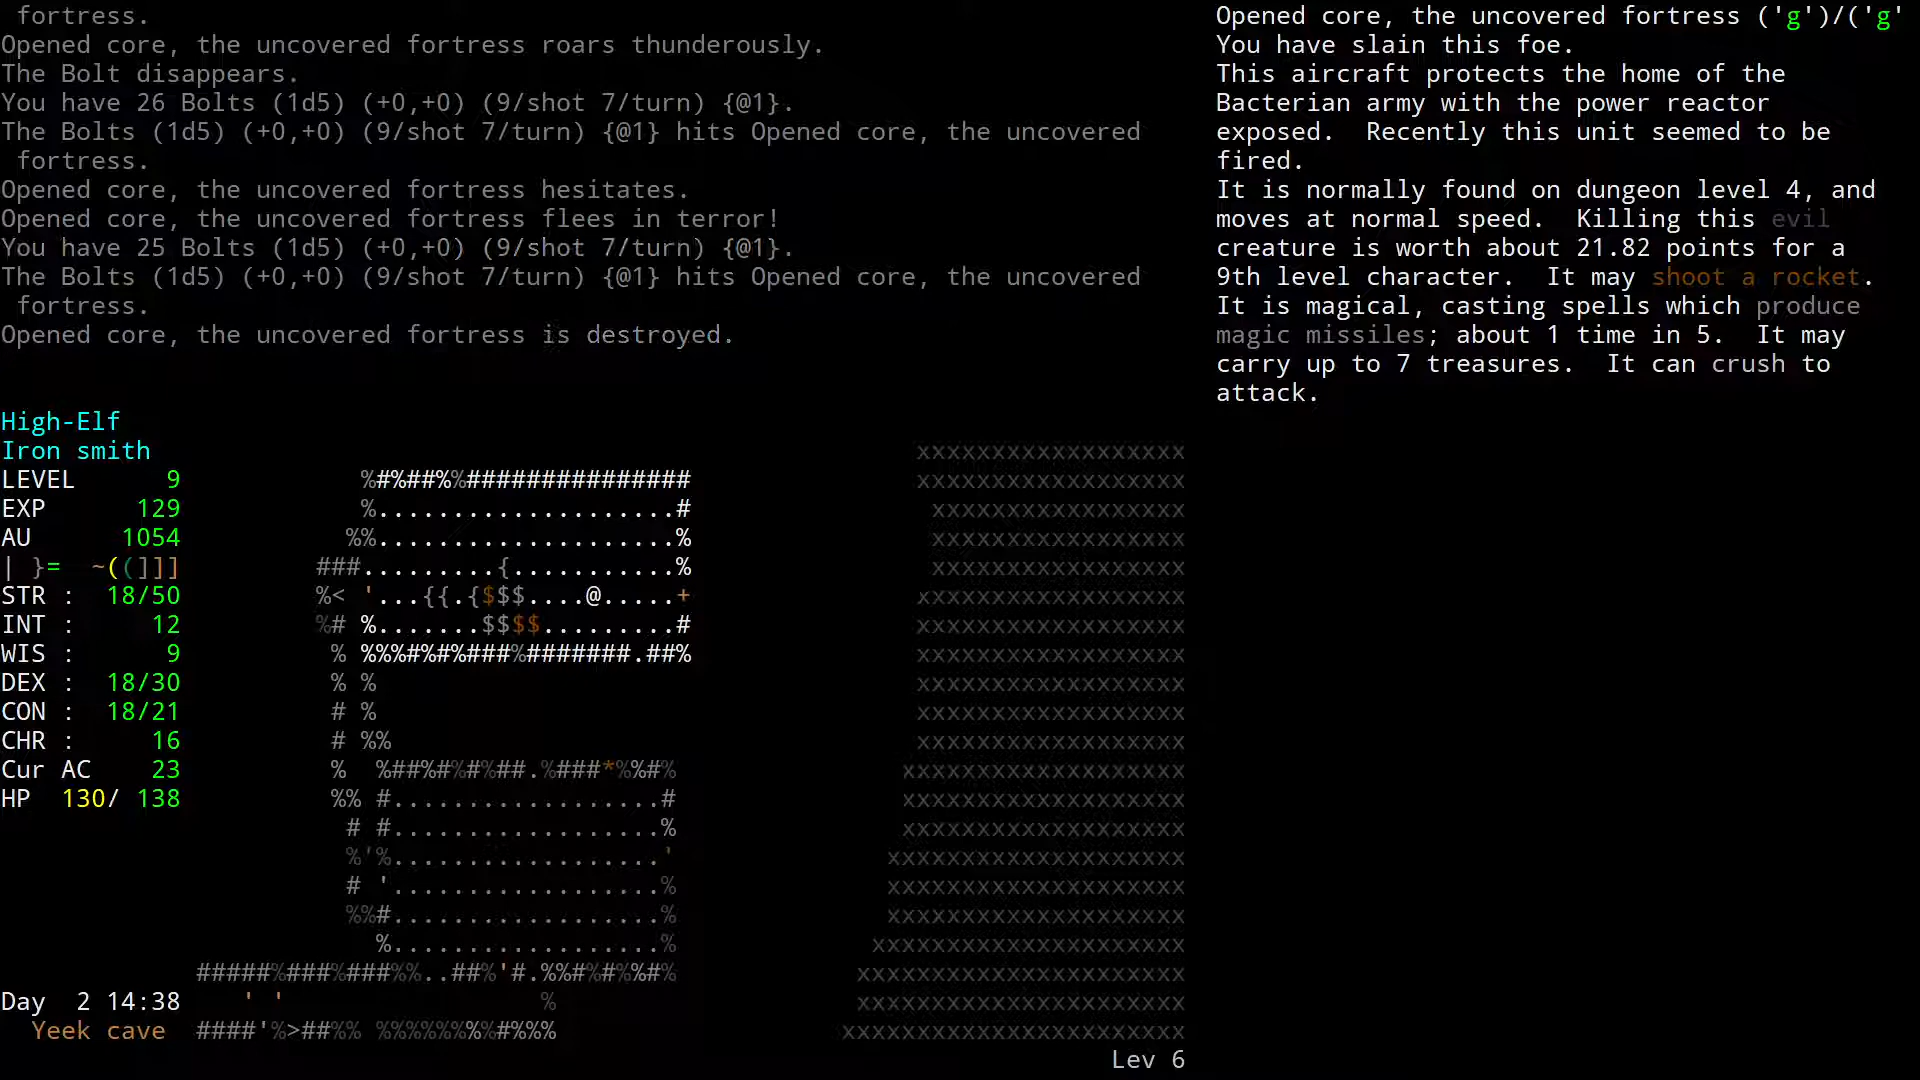 fortress.
Opened core, the uncovered fortress roars thunderously.
The Bolt disappears.
You have 26 Bolts (1d5) (+0,+0) (9/shot 7/turn) {@1}.
The Bolts (1d5) (+0,+0) (9/shot 7/turn) {@1} hits Opened core, the uncovered
fortress.
Opened core, the uncovered fortress hesitates.
Opened core, the uncovered fortress flees in terror!
You have 25 Bolts (1d5) (+0,+0) (9/shot 7/turn) {@1}.
The Bolts (1d5) (+0,+0) (9/shot 7/turn) {@1} hits Opened core, the uncovered
fortress.
Opened core, the uncovered fortress is destroyed.
Opened core, the uncovered fortress ('g')/('g'
You have slain this foe.
This aircraft protects the home of the
Bacterian army with the power reactor
exposed.  Recently this unit seemed to be
fired.
It is normally found on dungeon level 4, and
moves at normal speed.  Killing this evil
creature is worth about 21.82 points for a
9th level character.  It may shoot a rocket.
It is magical, casting spells which produce
magic missiles; about 1 time in 5.  It may
carry up to 7 treasures.  It can crush to
attack.
High-Elf
Iron smith
LEVEL 9
EXP 129
AU 1054
| }= ~((]]]
STR : 18/50
INT : 12
WIS : 9
DEX : 18/30
CON : 18/21
CHR : 16
Cur AC 23
HP 130/ 138
Day 2 14:38
Yeek cave
Lev 6